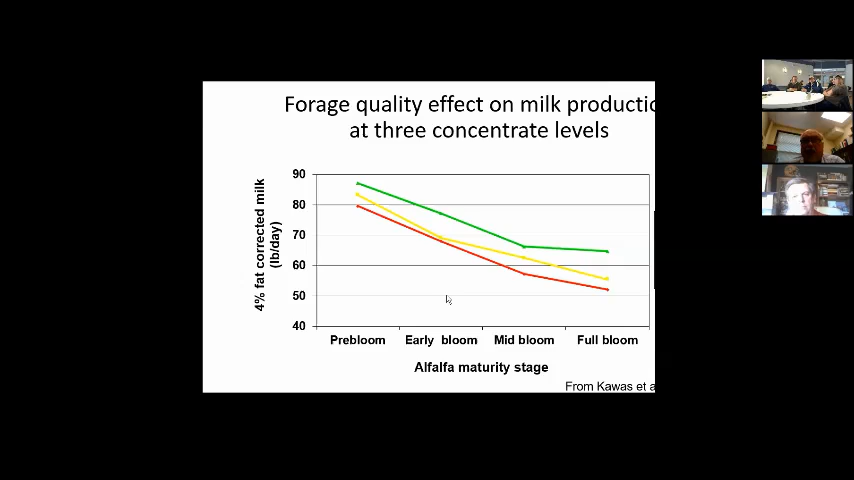 Forage quality effect on milk productio
at three concentrate levels
4% fat corrected milk
(lb/day)
90
80
70
60
50
40
Prebloom Early bloom Mid bloom Full bloom
Alfalfa maturity stage
From Kawas et a